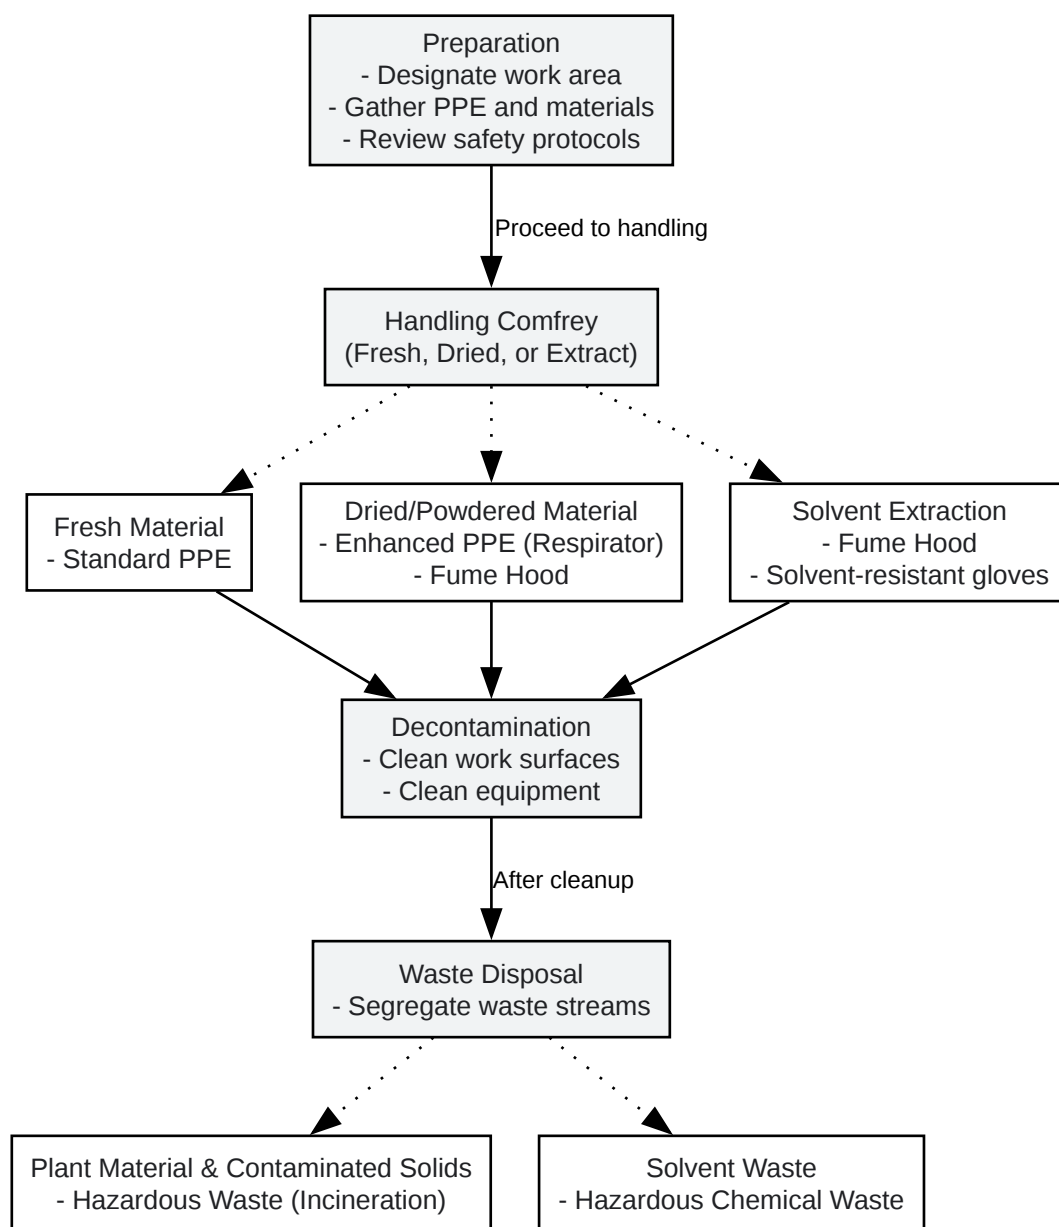 Preparation
- Designate work area
- Gather PPE and materials
- Review safety protocols
Proceed to handling
Handling Comfrey
(Fresh, Dried, or Extract)
Fresh Material
- Standard PPE
Dried/Powdered Material
- Enhanced PPE (Respirator)
- Fume Hood
Solvent Extraction
- Fume Hood
- Solvent-resistant gloves
Decontamination
- Clean work surfaces
- Clean equipment
After cleanup
Waste Disposal
- Segregate waste streams
Plant Material & Contaminated Solids
- Hazardous Waste (Incineration)
Solvent Waste
- Hazardous Chemical Waste